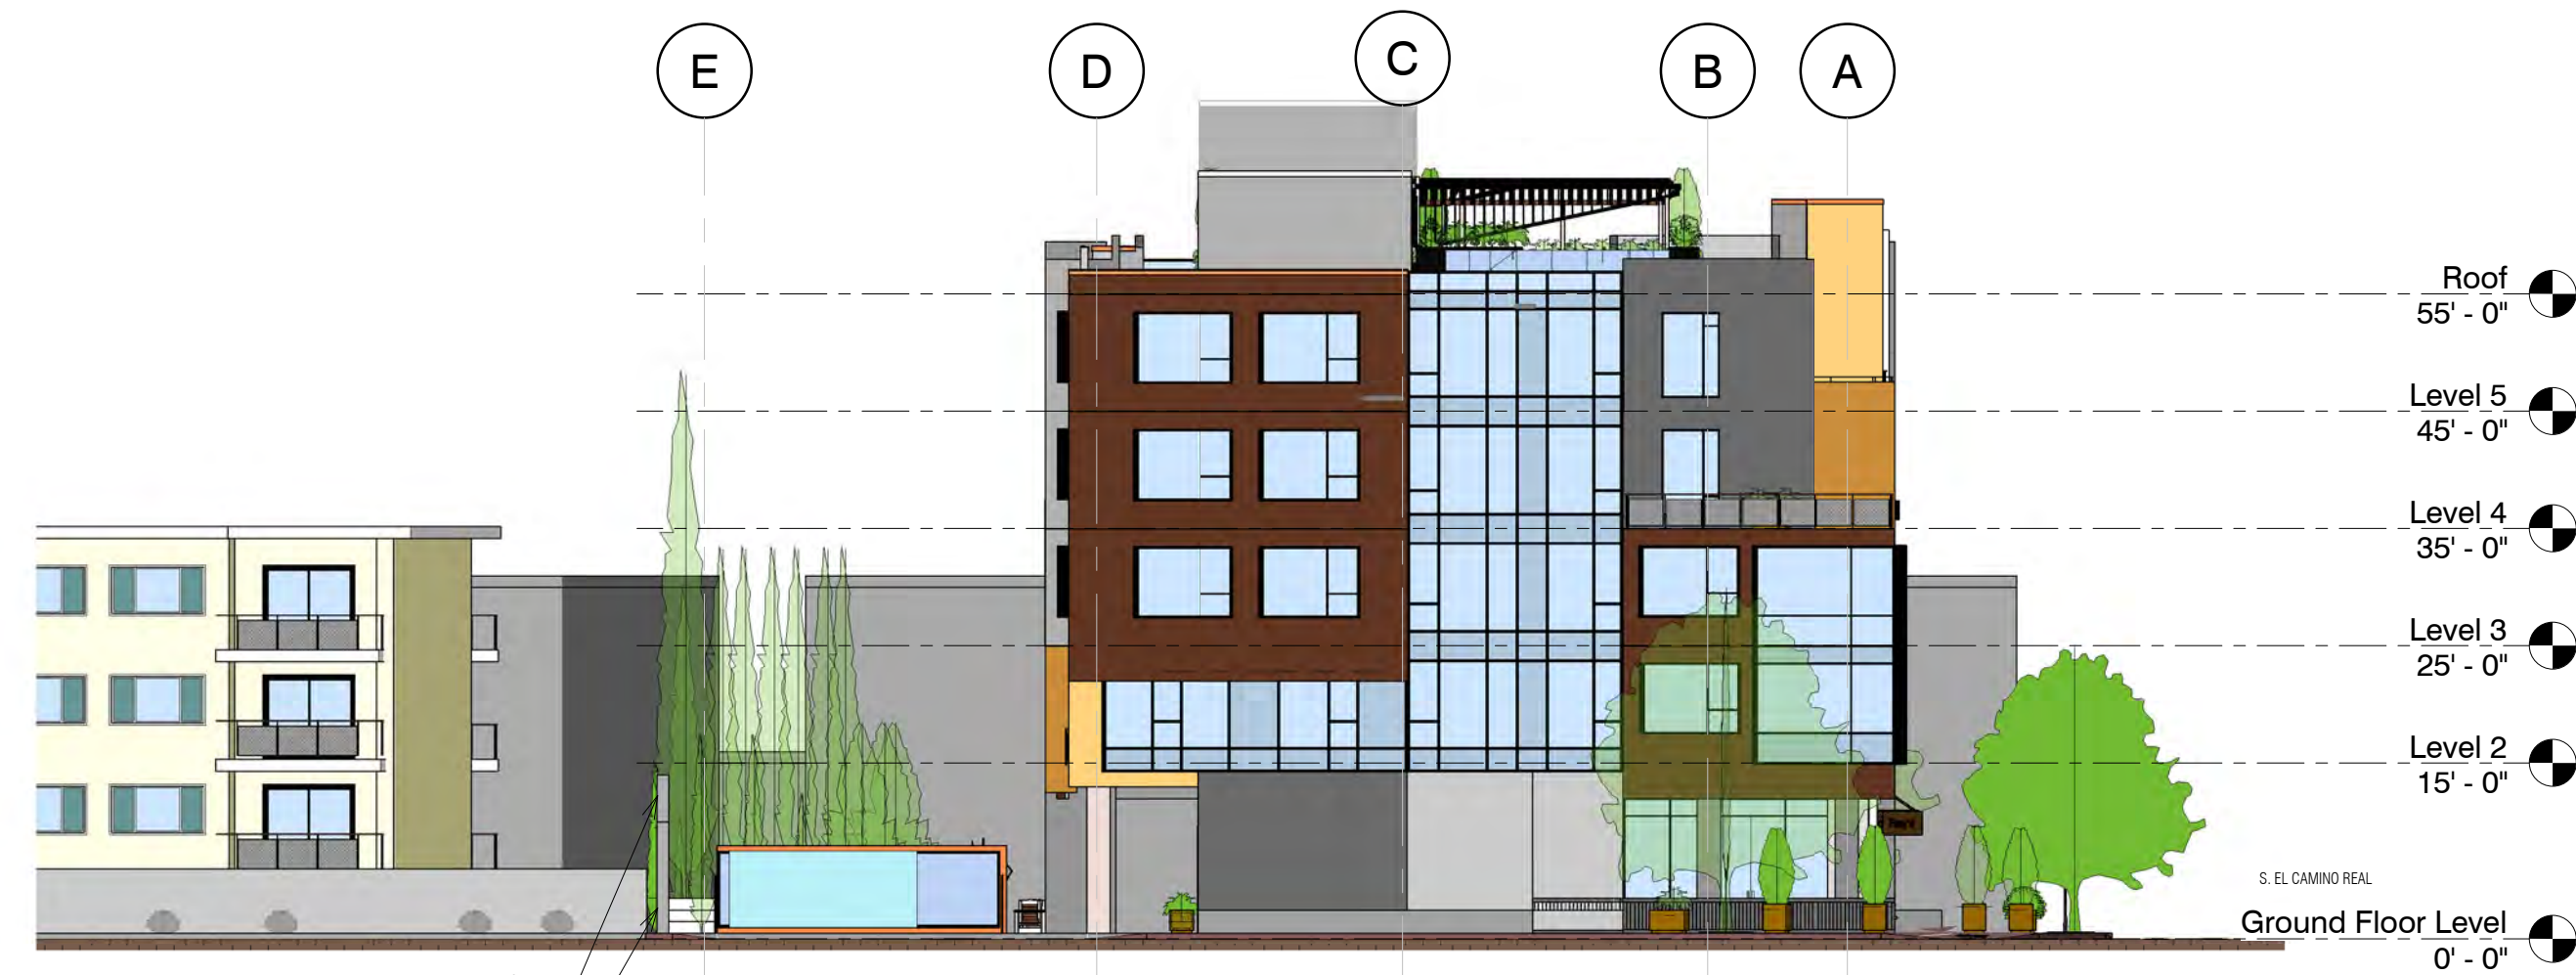 E
D
C
B
A
Roof
55' - 0"
Level 5
45' - 0"
Level 4
35' - 0"
Level 3
25' - 0"
Level 2
15' - 0"
S. EL CAMINO REAL
Ground Floor Level
0' - 0"